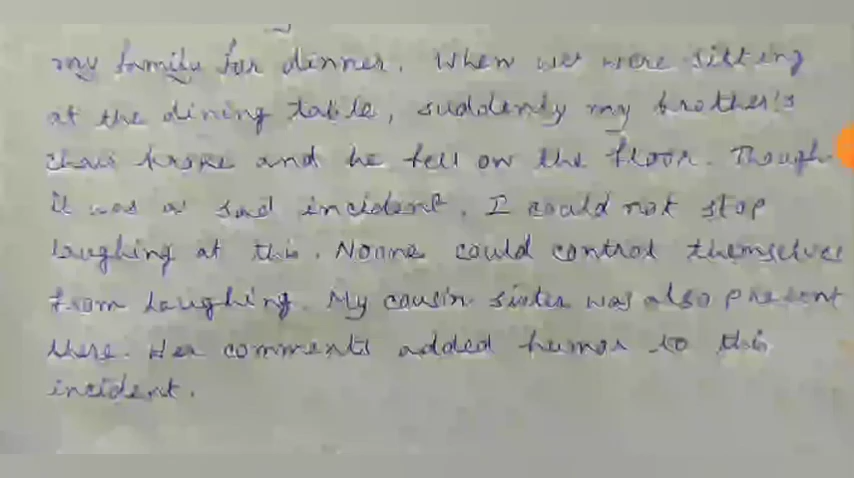 my family for dinner. When we were sitting
at the dining table, suddenly my brother's
chair broke and he fell on the floor. Though
it was a sad incident, I could not stop
laughing at this. Noone could control themselves
from laughing. My cousin sister was also present
there. Her comments added humor to this
incident.